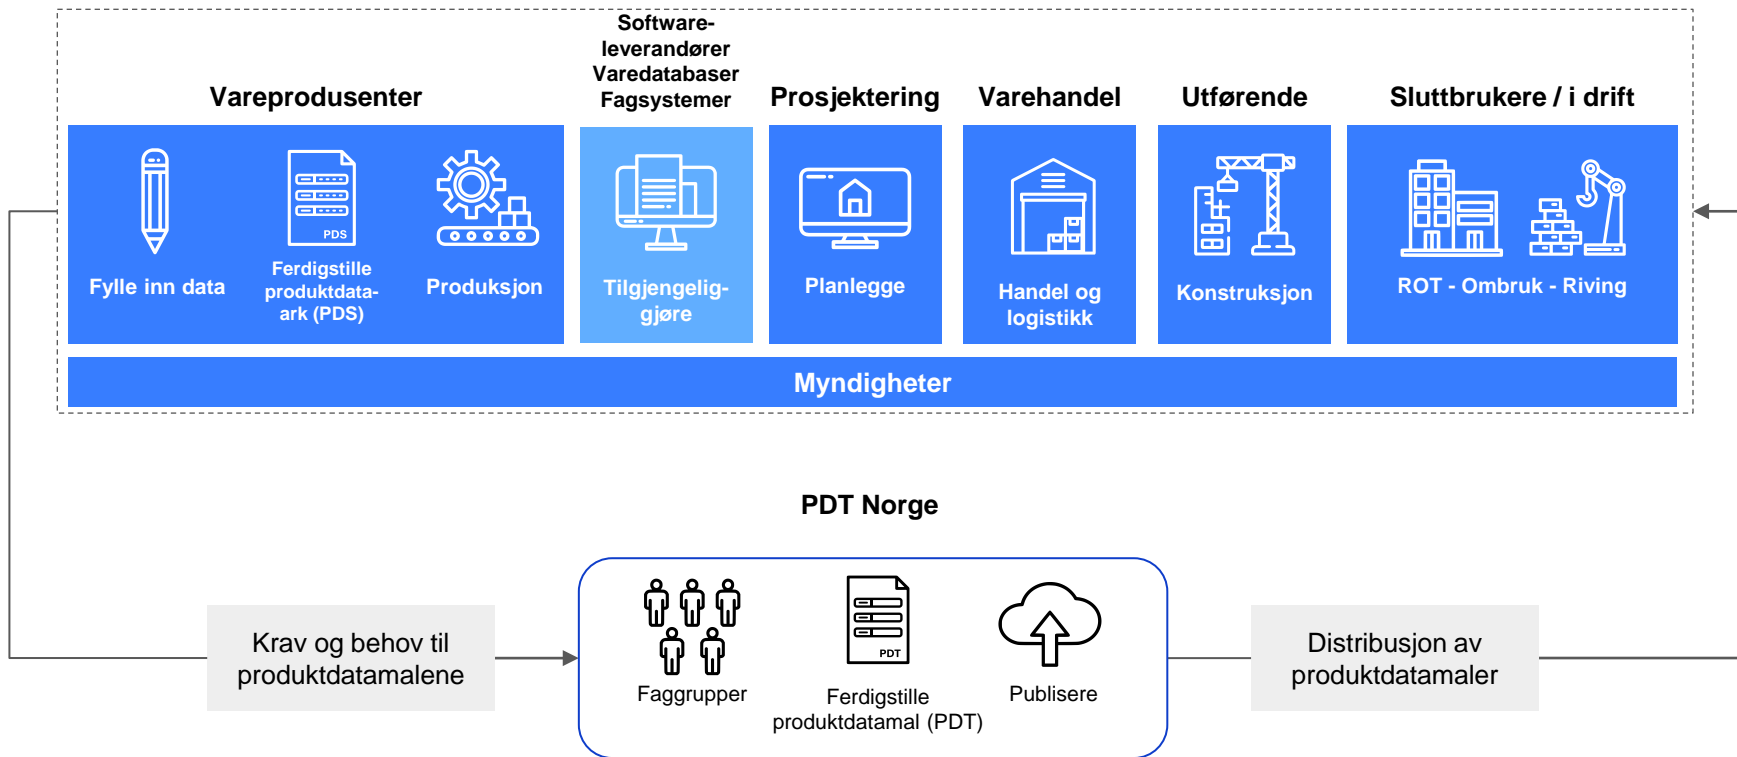 Software-
leverandører
Varedatabaser
Fagsystemer
Vareprodusenter
Prosjektering
Varehandel
Utførende
Sluttbrukere / i drift
PDS
Fylle inn data
Ferdigstille
produktdata-
ark (PDS)
Produksjon
Tilgjengelig-
gjøre
Planlegge
Handel og
logistikk
Konstruksjon
ROT - Ombruk - Riving
Myndigheter
PDT Norge
Krav og behov til
produktdatamalene
Faggrupper
PDT
Ferdigstille
produktdatamal (PDT)
Publisere
Distribusjon av
produktdatamaler